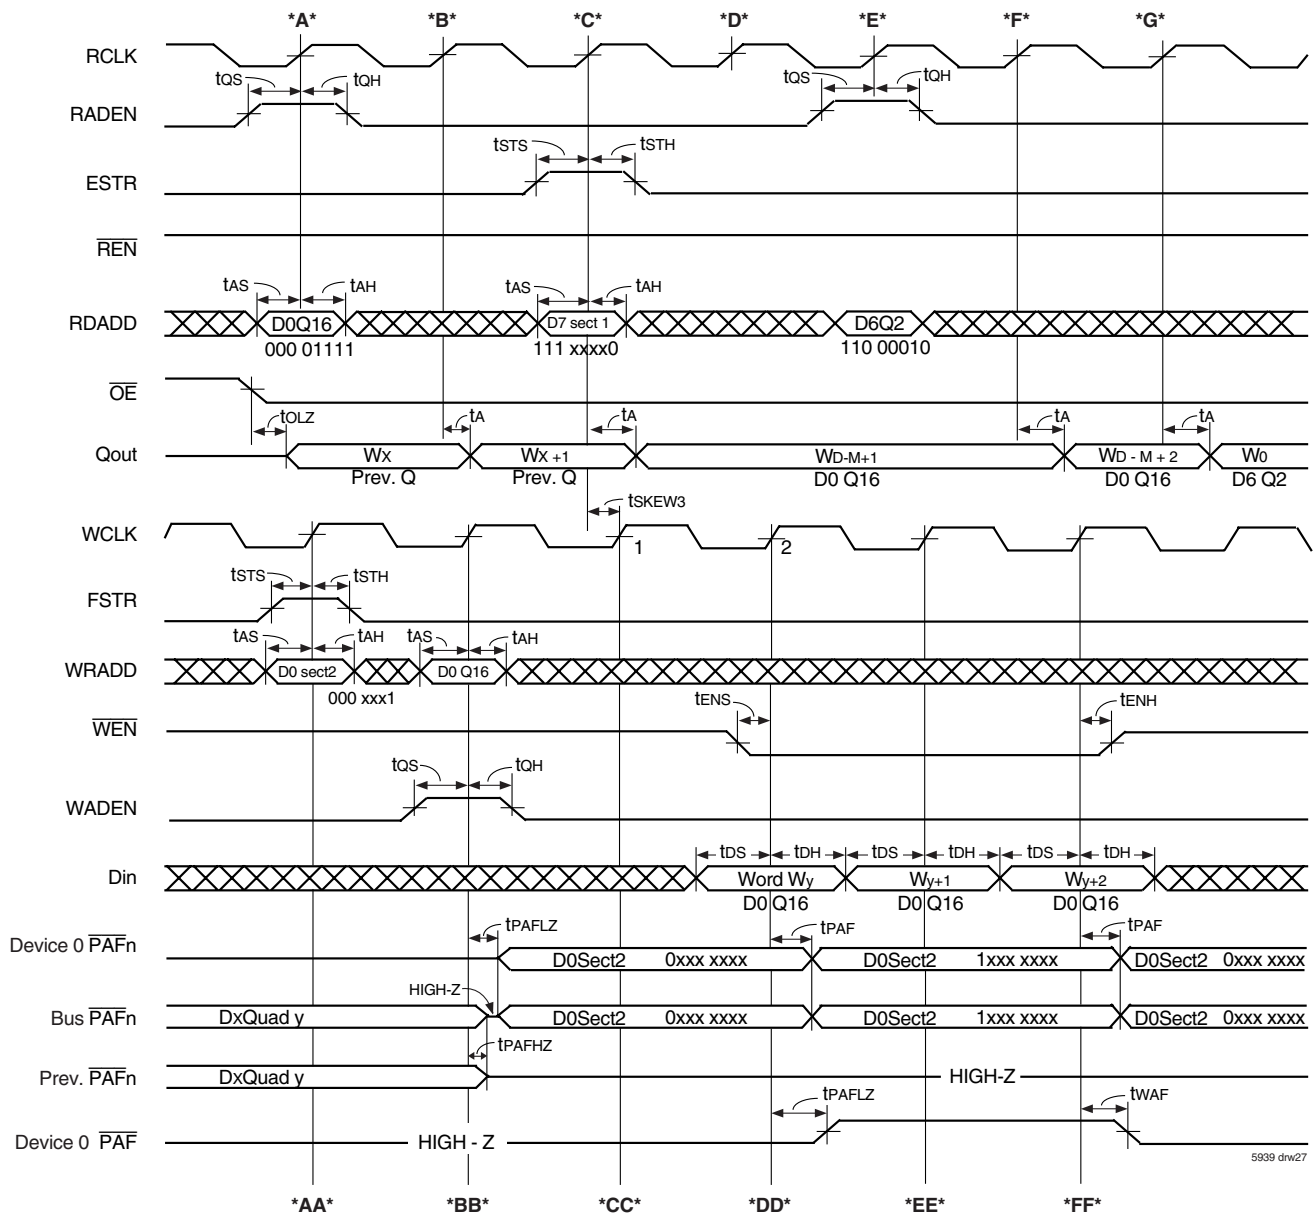 *A* *B* *C* *D* *E* *F* *G*
RCLK
tQS tQH tQS tQH
RADEN
tSTS tSTH
ESTR
REN
tAS tAH tAS tAH
RDADD D0Q16 D7 sect 1 D6Q2
000 01111 111 xxxx0 110 00010
OE
tOLZ tA tA tA tA
Qout WX WX +1 WD-M+1 WD - M + 2 W0
Prev. Q Prev. Q D0 Q16 D0 Q16 D6 Q2
tSKEW3
WCLK 1 2
tSTS tSTH
FSTR
tAS tAH tAS tAH
WRADD D0 sect2 D0 Q16
000 xxx1
tENS tENH
WEN
tQS tQH
WADEN
tDS tDH tDS tDH tDS tDH
Din Word Wy Wy+1 Wy+2
D0 Q16 D0 Q16 D0 Q16
tPAFLZ tPAF tPAF
Device 0 PAFn D0Sect2 0xxx xxxx D0Sect2 1xxx xxxx D0Sect2 0xxx xxxx
HIGH-Z
Bus PAFn DxQuad y D0Sect2 0xxx xxxx D0Sect2 1xxx xxxx D0Sect2 0xxx xxxx
tPAFHZ
Prev. PAFn DxQuad y HIGH-Z
tPAFLZ tWAF
Device 0 PAF HIGH - Z
5939 drw27
*AA* *BB* *CC* *DD* *EE* *FF*